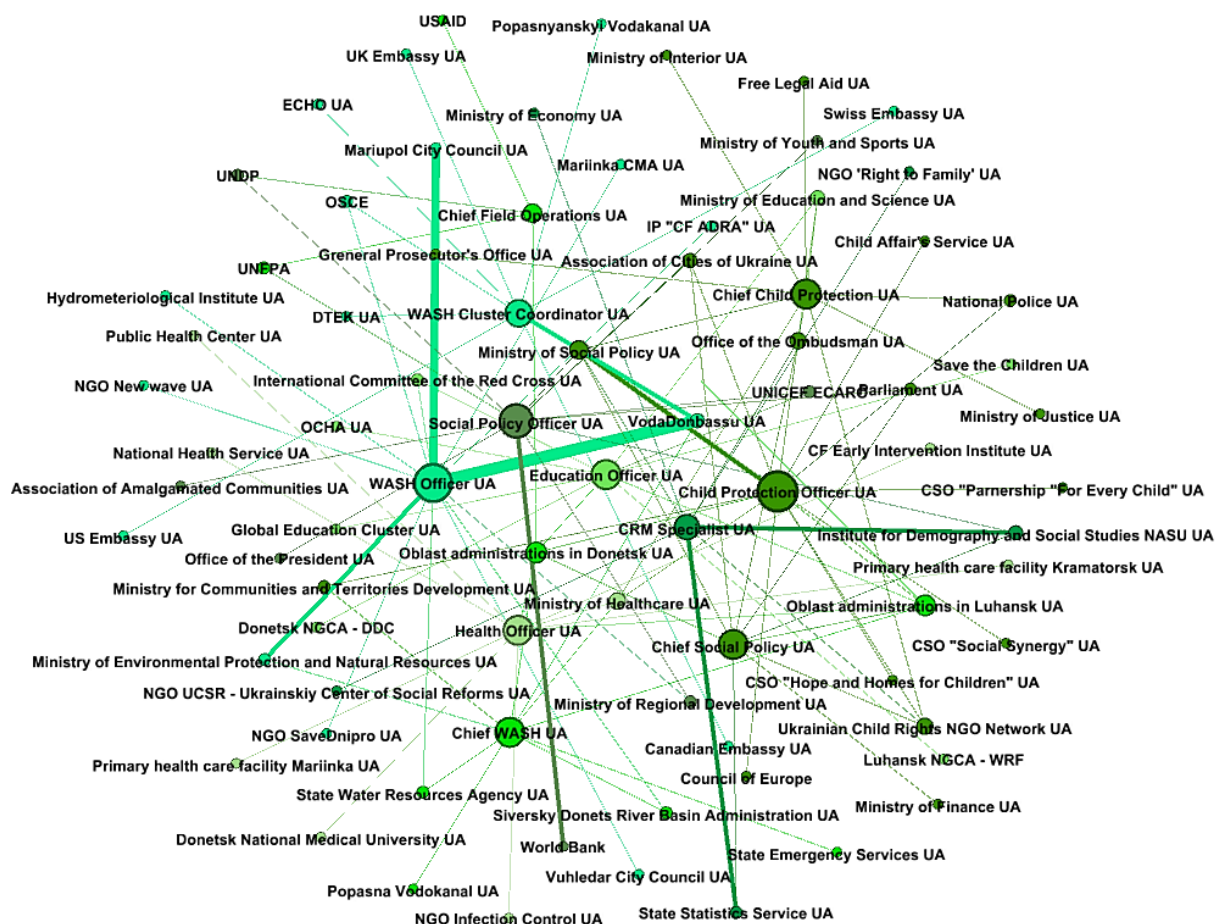 USAID
Popasnyanskyi Vodakanal UA
UK Embassy UA
Ministry of Interior UA
Free Legal Aid UA
ECHO UA
Ministry of Economy UA
Swiss Embassy UA
Mariupol City Council UA
Ministry of Youth and Sports UA
Mariinka CMA UA
NGO 'Right to Family' UA
UNDP
OSCE
Chief Field Operations UA
Ministry of Education and Science UA
IP "CF ADRA" UA
Child Affair's Service UA
Greneral Prosecutor's Office UA
Association of Cities of Ukraine UA
UNFPA
Hydrometeriological Institute UA
Chief Child Protection UA
National Police UA
DTEK UA
WASH Cluster Coordinator UA
Public Health Center UA
Office of the Ombudsman UA
Ministry of Social Policy UA
Save the Children UA
NGO New wave UA
International Committee of the Red Cross UA
UNICEF ECARO
Parliament UA
Ministry of Justice UA
OCHA UA
Social Policy Officer UA
VodaDonbassu UA
National Health Service UA
CF Early Intervention Institute UA
Association of Amalgamated Communities UA
WASH Officer UA
Education Officer UA
Child Protection Officer UA
CSO "Parnership "For Every Child" UA
US Embassy UA
Global Education Cluster UA
CRM Specialist UA
Institute for Demography and Social Studies NASU UA
Office of the President UA
Oblast administrations in Donetsk UA
Primary health care facility Kramatorsk UA
Ministry for Communities and Territories Development UA
Ministry of Healthcare UA
Oblast administrations in Luhansk UA
Donetsk NGCA - DDC
Health Officer UA
Chief Social Policy UA
CSO "Social Synergy" UA
Ministry of Environmental Protection and Natural Resources UA
CSO "Hope and Homes for Children" UA
NGO UCSR - Ukrainskiy Center of Social Reforms UA
Ministry of Regional Development UA
Ukrainian Child Rights NGO Network UA
NGO SaveDnipro UA
Chief WASH UA
Canadian Embassy UA
Luhansk NGCA - WRF
Primary health care facility Mariinka UA
Council of Europe
State Water Resources Agency UA
Siversky Donets River Basin Administration UA
Ministry of Finance UA
Donetsk National Medical University UA
World Bank
State Emergency Services UA
Vuhledar City Council UA
Popasna Vodokanal UA
NGO Infection Control UA
State Statistics Service UA